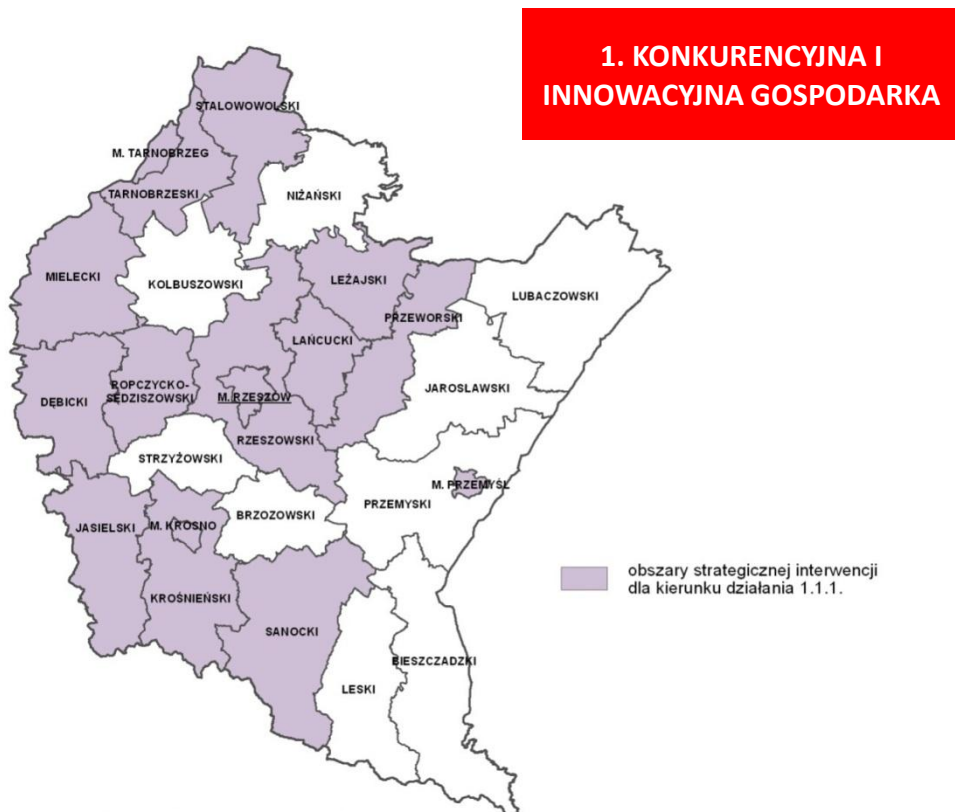 1. KONKURENCYJNA I
INNOWACYJNA GOSPODARKA
STALOWOWOLSKI
M. TARNOBRZEG
TARNOBRZESKI
NIŻAŃSKI
MIELECKI
KOLBUSZOWSKI
LEŻAJSKI
LUBACZOWSKI
PRZEWORSKI
ŁAŃCUCKI
JAROSŁAWSKI
ROPCZYCKO-
SĘDZISZOWSKI
DĘBICKI
M. RZESZÓW
RZESZOWSKI
STRZYŻOWSKI
M. PRZEMYŚL
PRZEMYSKI
BRZOZOWSKI
JASIELSKI
M. KROSNO
obszary strategicznej interwencji
dla kierunku działania 1.1.1.
KROŚNIEŃSKI
SANOCKI
BIESZCZADZKI
LESKI